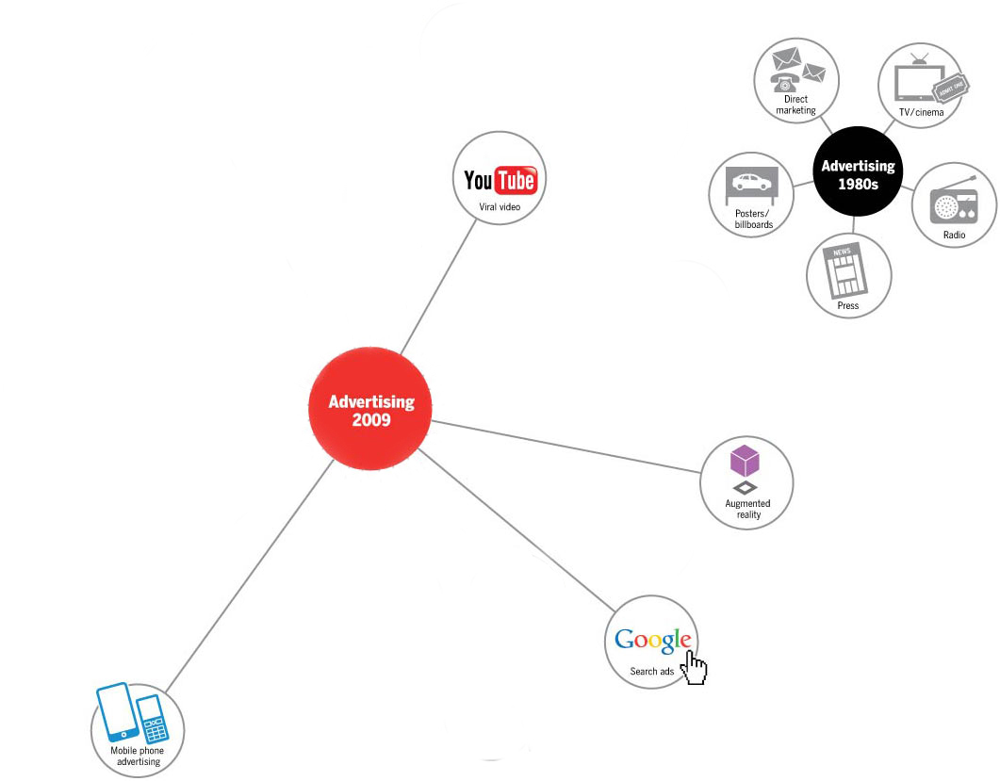 Direct
marketing
ADMIT ONE
TV/cinema
Advertising
1980s
Posters/
billboards
Radio
NEWS
Press
YouTube
Viral video
Advertising
2009
Augmented
reality
Google
Search ads
Mobile phone
advertising